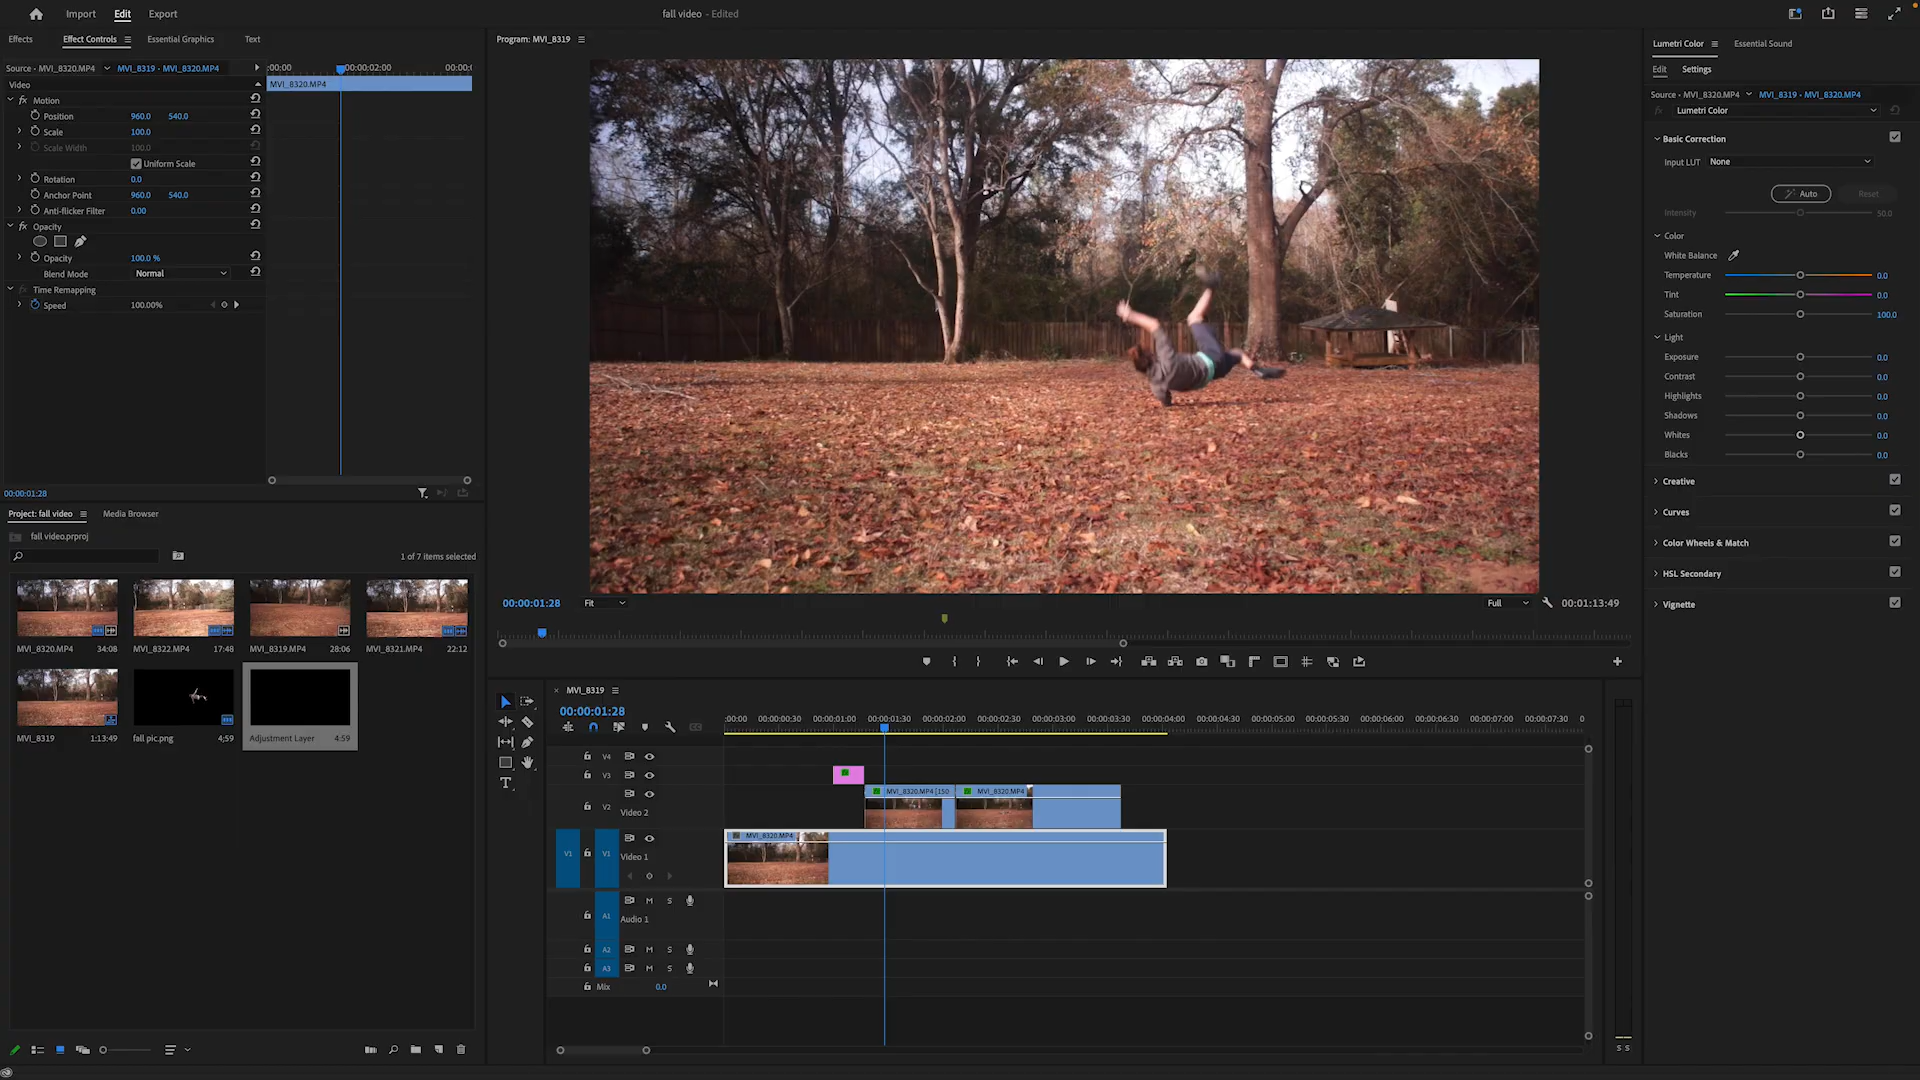 Import Edit Export
fall video - Edited
Effects Effect Controls Essential Graphics Text
Source - MVI_8320.MP4 MVI_8319 - MVI_8320.MP4
:00:00 00:00:02:00 00:00:(
Video
MVI_8320.MP4
fx Motion
Position 960.0 540.0
Scale 100.0
Scale Width 100.0
Uniform Scale
Rotation 0.0
Anchor Point 960.0 540.0
Anti-flicker Filter 0.00
fx Opacity
Opacity 100.0 %
Blend Mode Normal
fx Time Remapping
Speed 100.00%
00:00:01:28
Project: fall video Media Browser
fall video.prproj
1 of 7 items selected
MVI_8320.MP4 34:08
MVI_8322.MP4 17:48
MVI_8319.MP4 28:06
MVI_8321.MP4 22:12
MVI_8319 1:13:49
fall pic.png 4;59
Adjustment Layer 4:59
Program: MVI_8319
00:00:01:28 Fit Full 00:01:13:49
MVI_8319
00:00:01:28
:00:00 00:00:00:30 00:00:01:00 00:00:01:30 00:00:02:00 00:00:02:30 00:00:03:00 00:00:03:30 00:00:04:00 00:00:04:30 00:00:05:00 00:00:05:30 00:00:06:00 00:00:06:30 00:00:07:00 00:00:07:30 0
V4
V3
V2 Video 2
MVI_8320.MP4 [150 MVI_8320.MP4
V1 V1 Video 1
MVI_8320.MP4
M S
Audio 1
A1
A2 M S
A3 M S
Mix 0.0
S S
Lumetri Color Essential Sound
Edit Settings
Source - MVI_8320.MP4 MVI_8319 - MVI_8320.MP4
fx Lumetri Color
Basic Correction
Input LUT None
Auto Reset
Intensity 50.0
Color
White Balance
Temperature 0.0
Tint 0.0
Saturation 100.0
Light
Exposure 0.0
Contrast 0.0
Highlights 0.0
Shadows 0.0
Whites 0.0
Blacks 0.0
Creative
Curves
Color Wheels & Match
HSL Secondary
Vignette